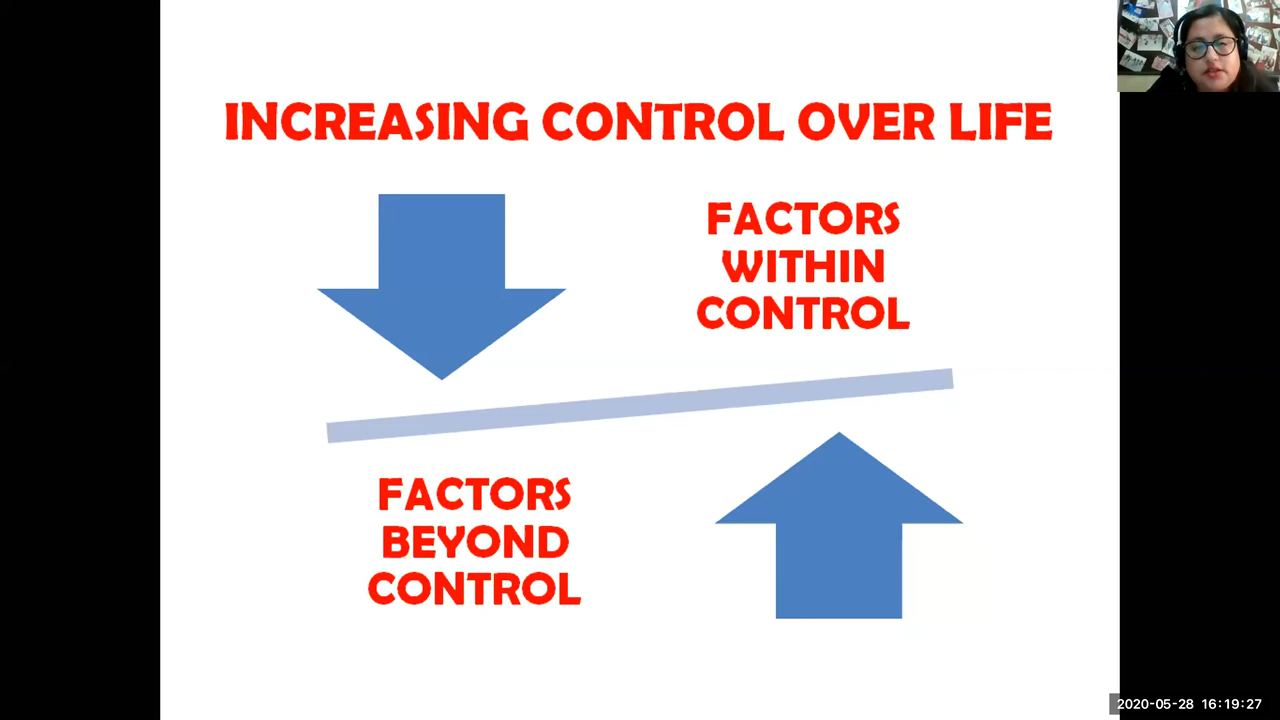 INCREASING CONTROL OVER LIFE
FACTORS
WITHIN
CONTROL
FACTORS
BEYOND
CONTROL
2020-05-28 16:19:27